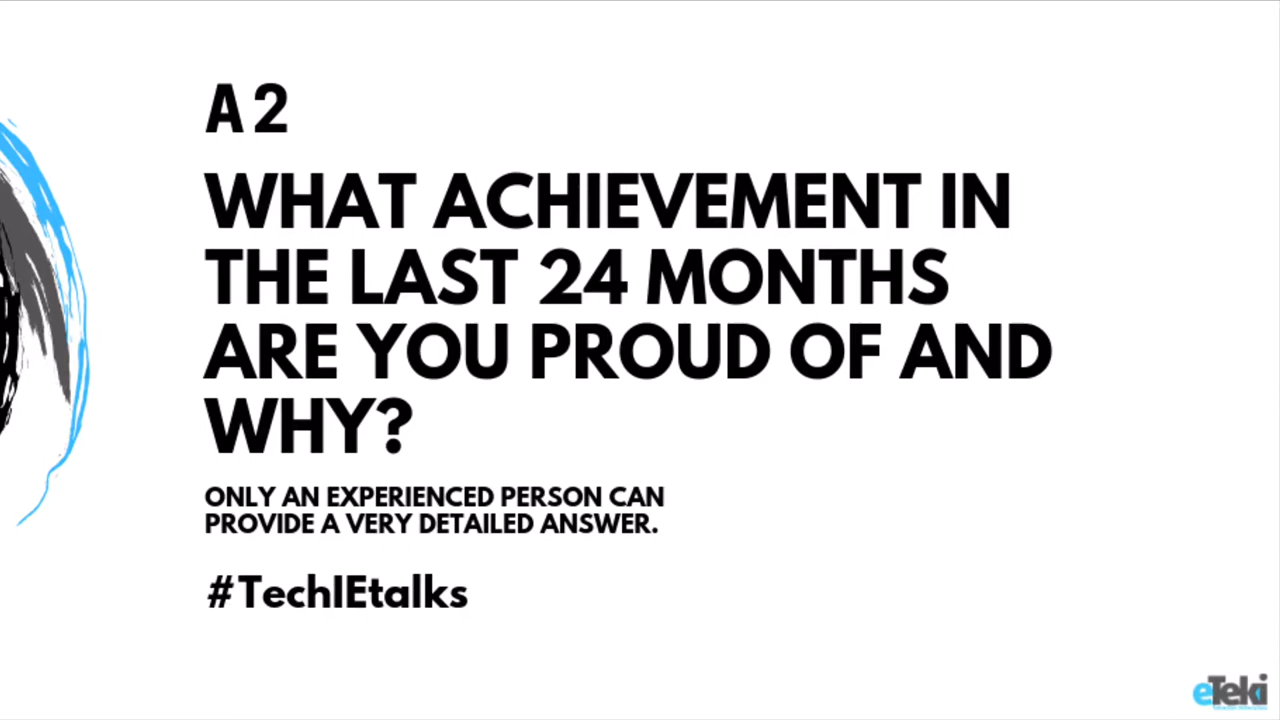 A 2
WHAT ACHIEVEMENT IN
THE LAST 24 MONTHS
ARE YOU PROUD OF AND
WHY?
ONLY AN EXPERIENCED PERSON CAN
PROVIDE A VERY DETAILED ANSWER.
#TechIEtalks
eTeki